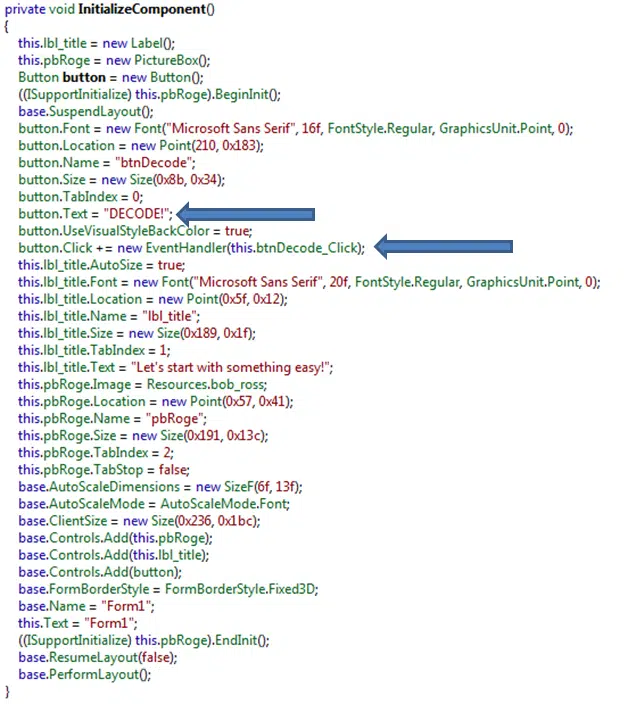 private void InitializeComponent()
{
this.lbl_title = new Label();
this.pbRoge = new PictureBox();
Button button = new Button();
((ISupportInitialize) this.pbRoge).BeginInit();
base.SuspendLayout();
button.Font = new Font("Microsoft Sans Serif", 16f, FontStyle.Regular, GraphicsUnit.Point, 0);
button.Location = new Point(210, 0x183);
button.Name = "btnDecode";
button.Size = new Size(0x8b, 0x34);
button.TabIndex = 0;
button.Text = "DECODE!";
button.UseVisualStyleBackColor = true;
button.Click += new EventHandler(this.btnDecode_Click);
this.lbl_title.AutoSize = true;
this.lbl_title.Font = new Font("Microsoft Sans Serif", 20f, FontStyle.Regular, GraphicsUnit.Point, 0);
this.lbl_title.Location = new Point(0x5f, 0x12);
this.lbl_title.Name = "lbl_title";
this.lbl_title.Size = new Size(0x189, 0x1f);
this.lbl_title.TabIndex = 1;
this.lbl_title.Text = "Let's start with something easy!";
this.pbRoge.Image = Resources.bob_ross;
this.pbRoge.Location = new Point(0x57, 0x41);
this.pbRoge.Name = "pbRoge";
this.pbRoge.Size = new Size(0x191, 0x13c);
this.pbRoge.TabIndex = 2;
this.pbRoge.TabStop = false;
base.AutoScaleDimensions = new SizeF(6f, 13f);
base.AutoScaleMode = AutoScaleMode.Font;
base.ClientSize = new Size(0x236, 0x1bc);
base.Controls.Add(this.pbRoge);
base.Controls.Add(this.lbl_title);
base.Controls.Add(button);
base.FormBorderStyle = FormBorderStyle.Fixed3D;
base.Name = "Form1";
this.Text = "Form1";
((ISupportInitialize) this.pbRoge).EndInit();
base.ResumeLayout(false);
base.PerformLayout();
}